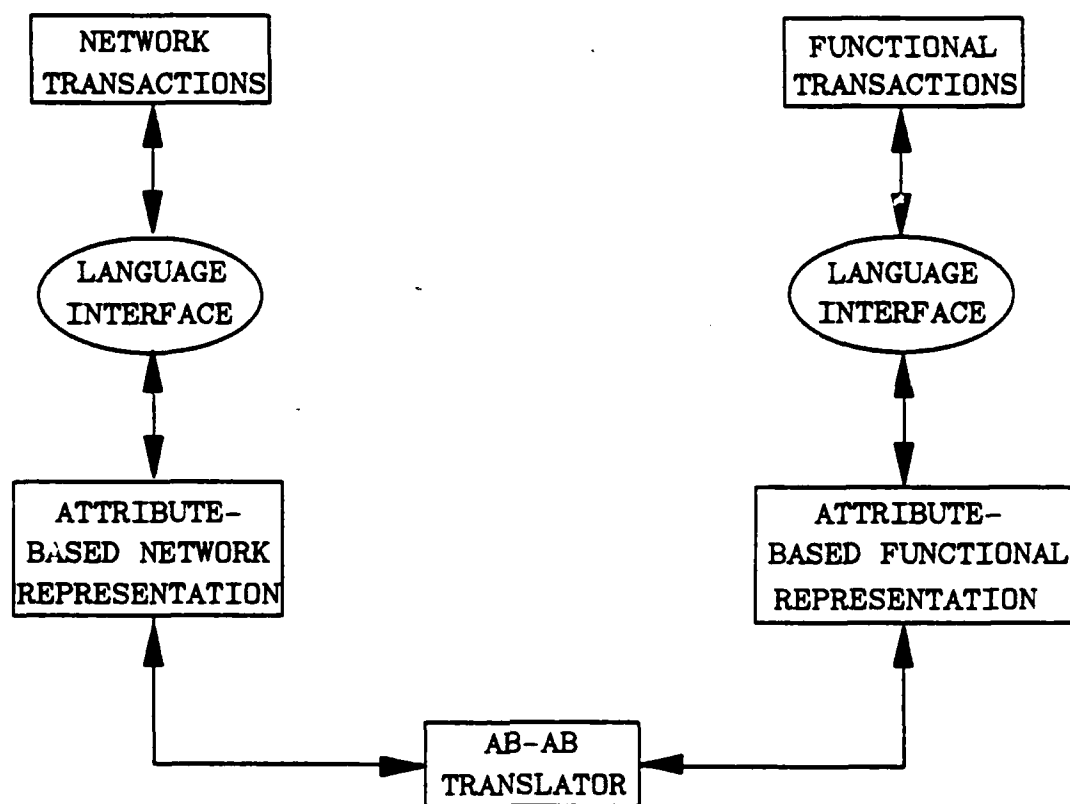 NETWORK
TRANSACTIONS
FUNCTIONAL
TRANSACTIONS
LANGUAGE
INTERFACE
LANGUAGE
INTERFACE
ATTRIBUTE-
BASED NETWORK
REPRESENTATION
ATTRIBUTE-
BASED FUNCTIONAL
REPRESENTATION
AB-AB
TRANSLATOR